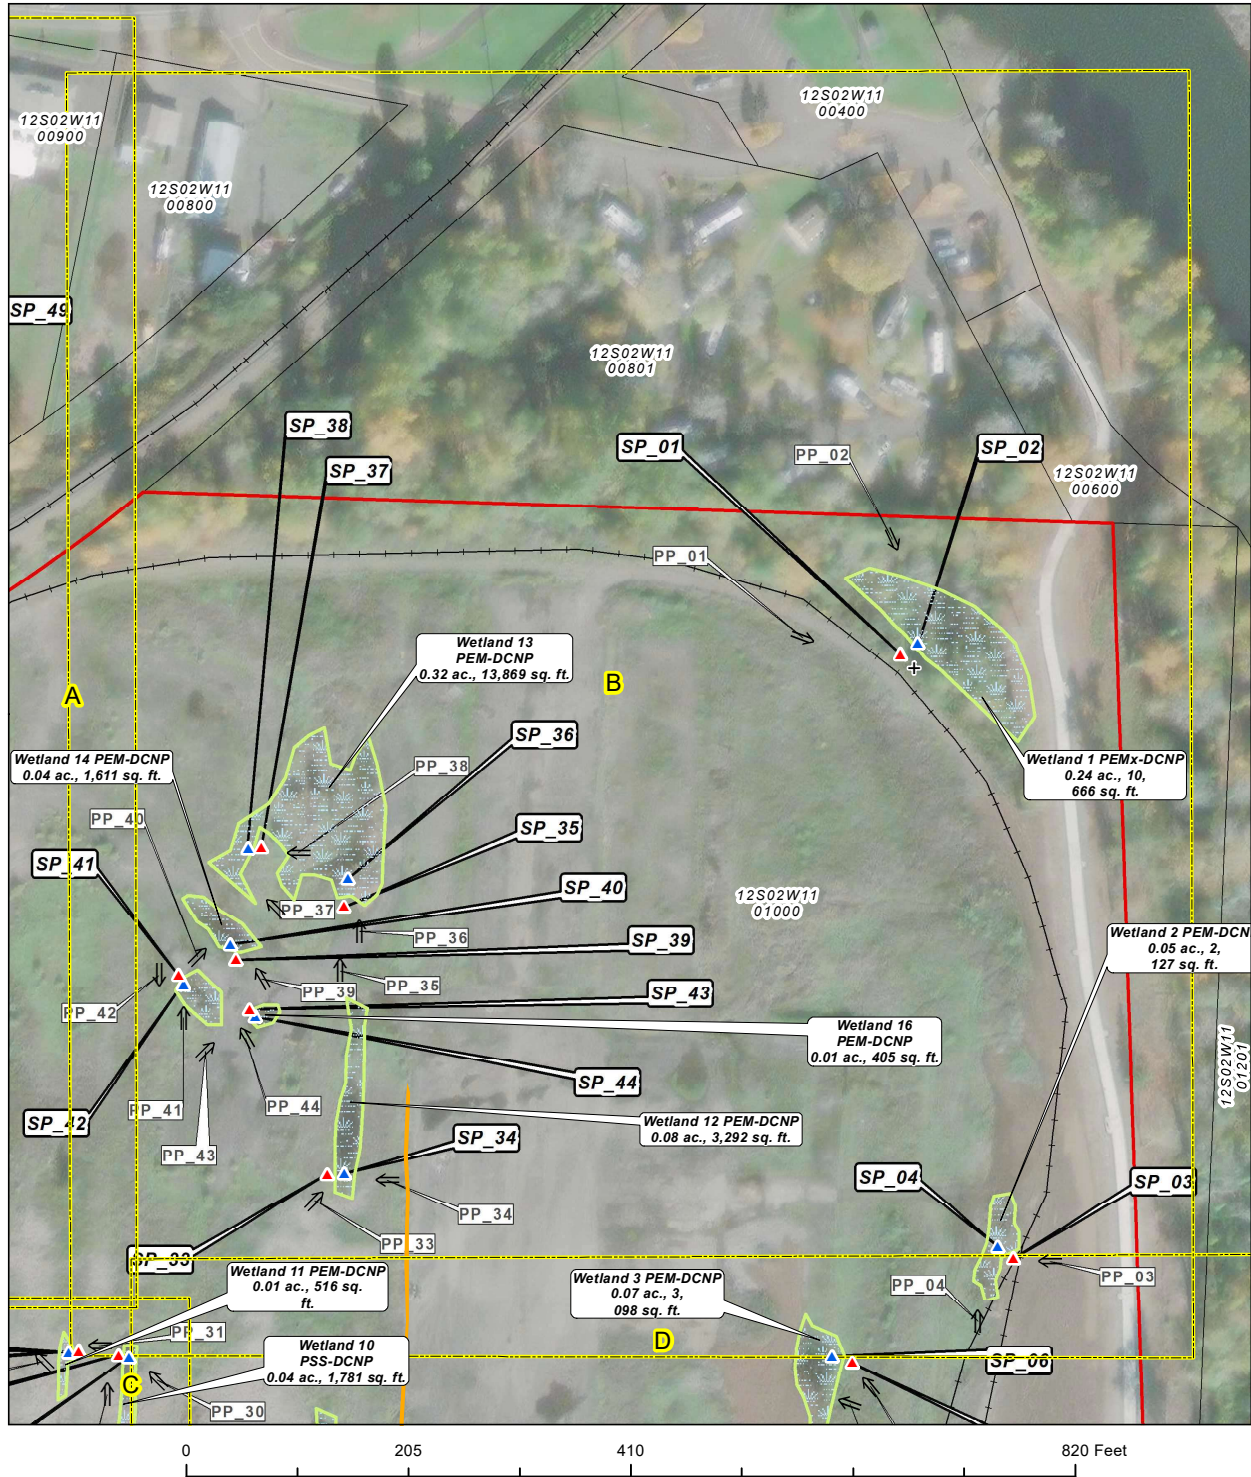 12S02W11
00400
12S02W11
00900
12S02W11
00800
SP_49
12S02W11
00801
SP_38
SP_37
SP_01
PP_02
SP_02
12S02W11
00600
PP_01
Wetland 13
PEM-DCNP
0.32 ac., 13,869 sq. ft.
A
B
SP_36
Wetland 14 PEM-DCNP
0.04 ac., 1,611 sq. ft.
PP_38
Wetland 1 PEMx-DCNP
0.24 ac., 10,
666 sq. ft.
PP_40
SP_35
SP_41
SP_40
12S02W11
01000
PP_37
PP_36
SP_39
Wetland 2 PEM-DCN
0.05 ac., 2,
127 sq. ft.
PP_39
PP_35
SP_43
PP_42
Wetland 16
PEM-DCNP
0.01 ac., 405 sq. ft.
12S02W11
01201
SP_44
PP_41
PP_44
SP_42
Wetland 12 PEM-DCNP
0.08 ac., 3,292 sq. ft.
PP_43
SP_34
SP_04
SP_03
PP_34
PP_33
SP_33
Wetland 11 PEM-DCNP
0.01 ac., 516 sq.
ft.
Wetland 3 PEM-DCNP
0.07 ac., 3,
098 sq. ft.
PP_04
PP_03
PP_31
D
Wetland 10
PSS-DCNP
0.04 ac., 1,781 sq. ft.
SP_06
C
PP_30
0 205 410 820 Feet